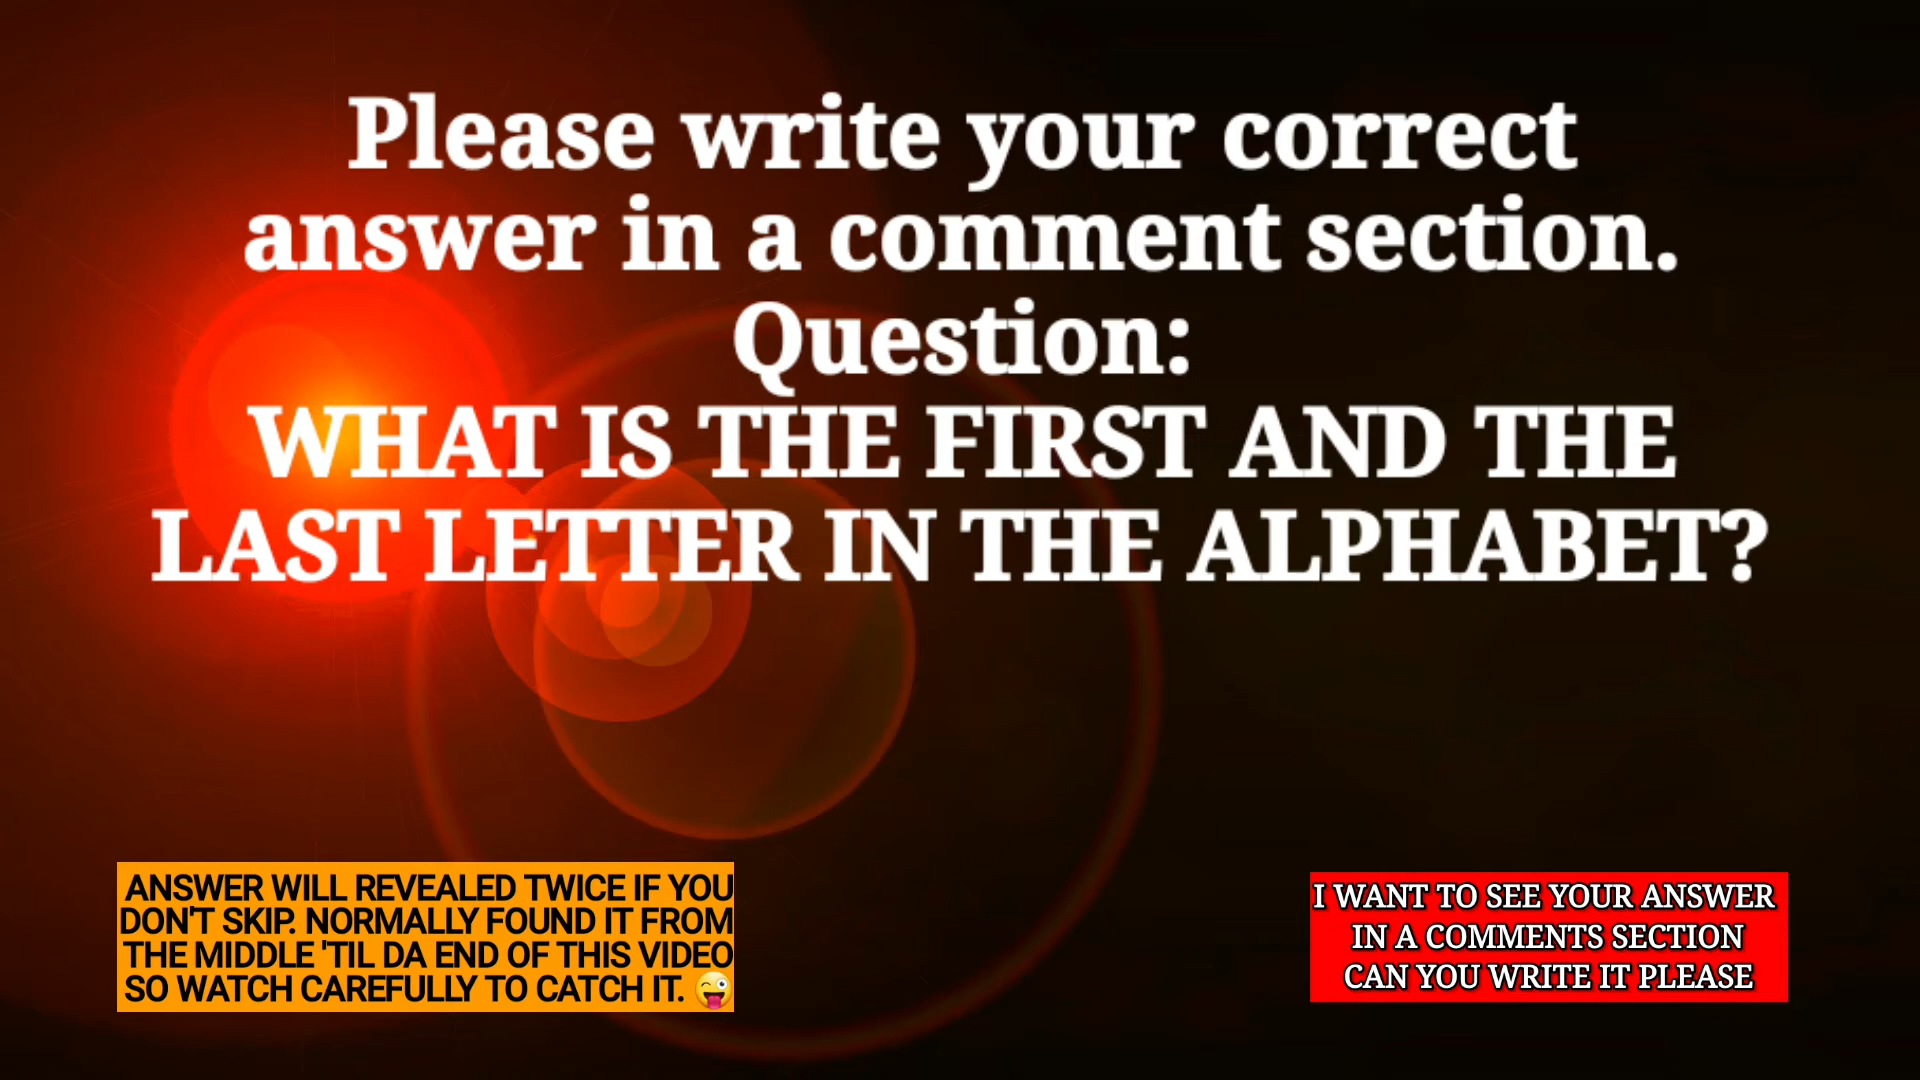 Please write your correct
answer in a comment section.
Question:
WHAT IS THE FIRST AND THE
LAST LETTER IN THE ALPHABET?
ANSWER WILL REVEALED TWICE IF YOU
DON'T SKIP. NORMALLY FOUND IT FROM
THE MIDDLE 'TIL DA END OF THIS VIDEO
SO WATCH CAREFULLY TO CATCH IT. 😜
I WANT TO SEE YOUR ANSWER
IN A COMMENTS SECTION
CAN YOU WRITE IT PLEASE